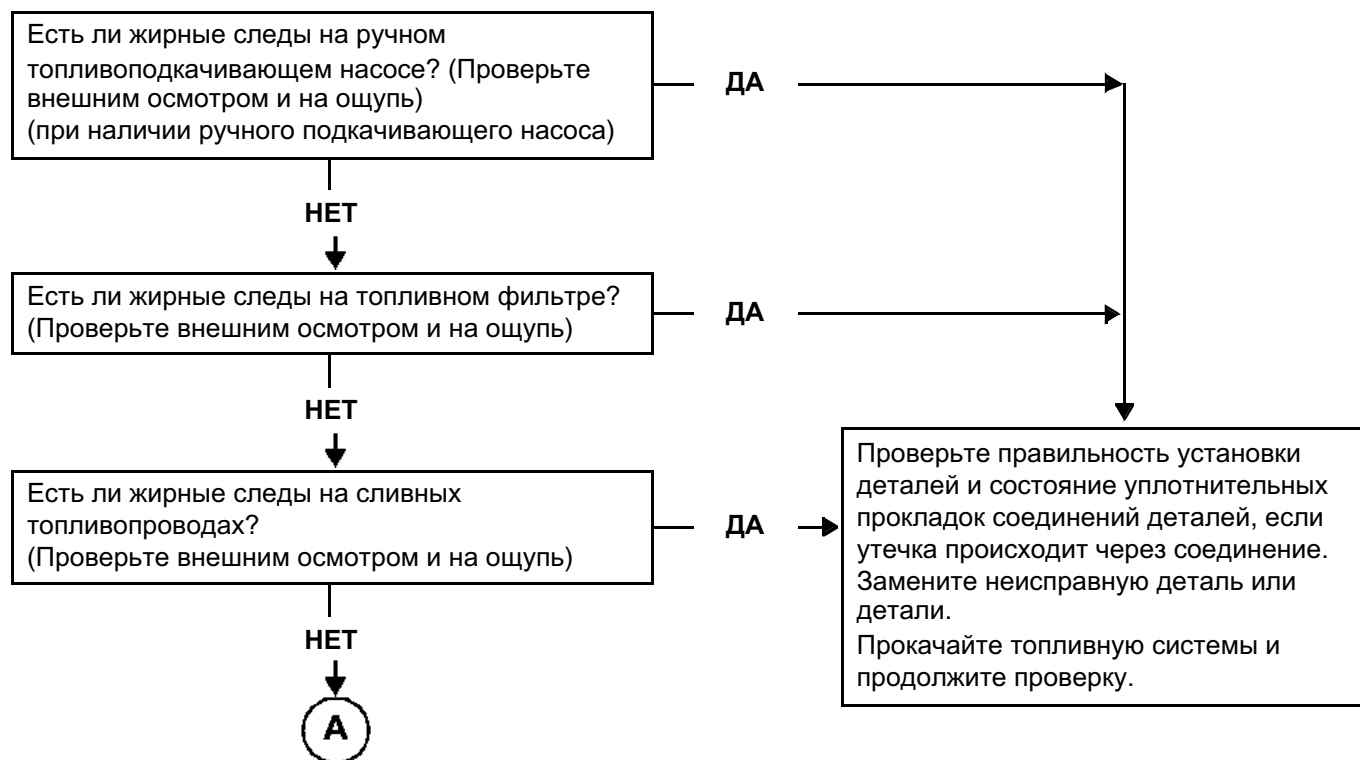 Есть ли жирные следы на ручном
топливоподкачивающем насосе? (Проверьте
внешним осмотром и на ощупь)
(при наличии ручного подкачивающего насоса)
ДА
НЕТ
Есть ли жирные следы на топливном фильтре?
(Проверьте внешним осмотром и на ощупь)
ДА
НЕТ
Есть ли жирные следы на сливных
топливопроводах?
(Проверьте внешним осмотром и на ощупь)
ДА
Проверьте правильность установки
деталей и состояние уплотнительных
прокладок соединений деталей, если
утечка происходит через соединение.
Замените неисправную деталь или
детали.
Прокачайте топливную системы и
продолжите проверку.
НЕТ
А